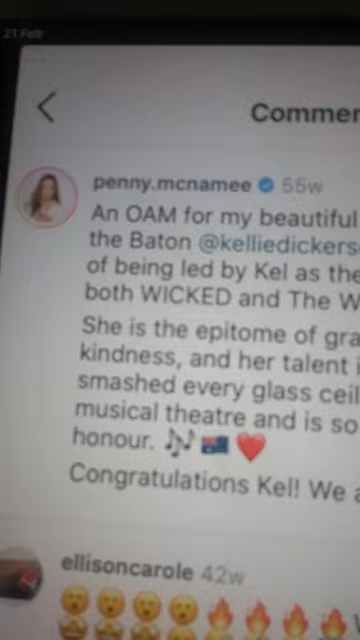 21 Feb
Commen
penny.mcnamee 55w
An OAM for my beautiful
the Baton @kelliedickers
of being led by Kel as the
both WICKED and The W
She is the epitome of gra
kindness, and her talent i
smashed every glass ceil
musical theatre and is so
honour. 🎶🇦🇺❤️
Congratulations Kel! We a
ellisoncarole 42w
😮😮😮😮🔥🔥🔥🔥